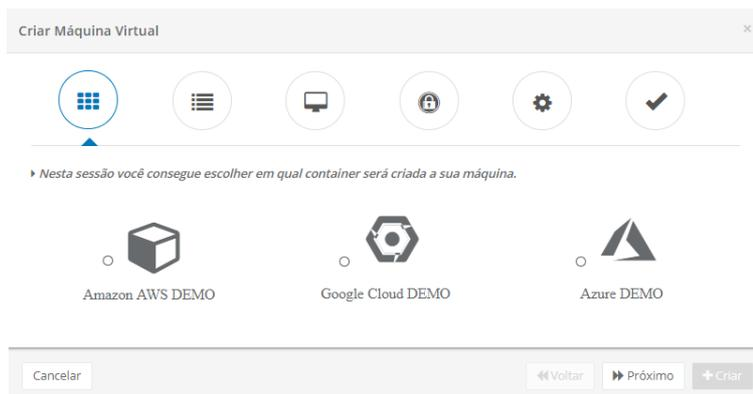 Criar Máquina Virtual
Nesta sessão você consegue escolher em qual container será criada a sua máquina.
Amazon AWS DEMO
Google Cloud DEMO
Azure DEMO
Cancelar
Voltar
Próximo
Criar